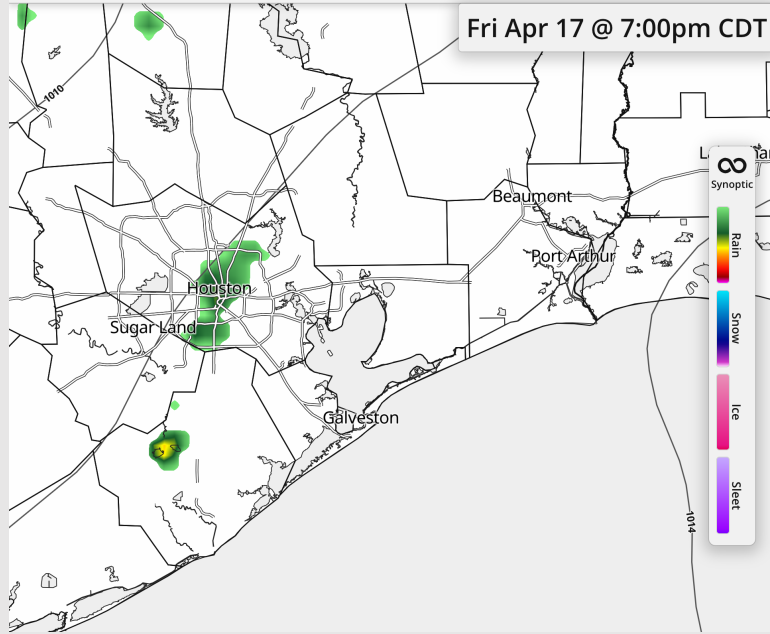 Fri Apr 17 @ 7:00pm CDT
1010
Synoptic
Rain
Snow
Ice
Sleet
Beaumont
Port Arthur
Houston
Sugar Land
Galveston
1014